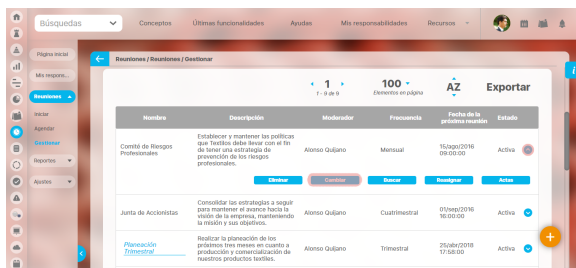 Búsquedas
Conceptos
Últimas funcionalidades
Ayudas
Mis responsabilidades
Recursos
Página inicial
Mis respons...
Reuniones
Iniciar
Agendar
Gestionar
Reportes
Ajustes
Reuniones / Reuniones / Gestionar
1
1 - 9 de 9
100
Elementos en página
AZ
Exportar
Nombre
Descripción
Moderador
Frecuencia
Fecha de la
próxima reunión
Estado
Comité de Riesgos
Profesionales
Establecer y mantener las políticas
que Textilos debe llevar con el fin
de tener una estrategia de
prevención de los riesgos
profesionales.
Alonso Quijano
Mensual
15/ago/2016
09:00:00
Activa
Eliminar
Cambiar
Buscar
Reasignar
Actas
Junta de Accionistas
Consolidar las estrategias a seguir
para mantener el avance hacia la
visión de la empresa, manteniendo
la misión y sus objetivos.
Alonso Quijano
Cuatrimestral
01/sep/2016
16:00:00
Activa
Planeación
Trimestral
Realizar la planeación de los
próximos tres meses en cuanto a
producción y comercialización de
nuestros productos textiles.
Alonso Quijano
Trimestral
25/abr/2018
17:58:00
Activa